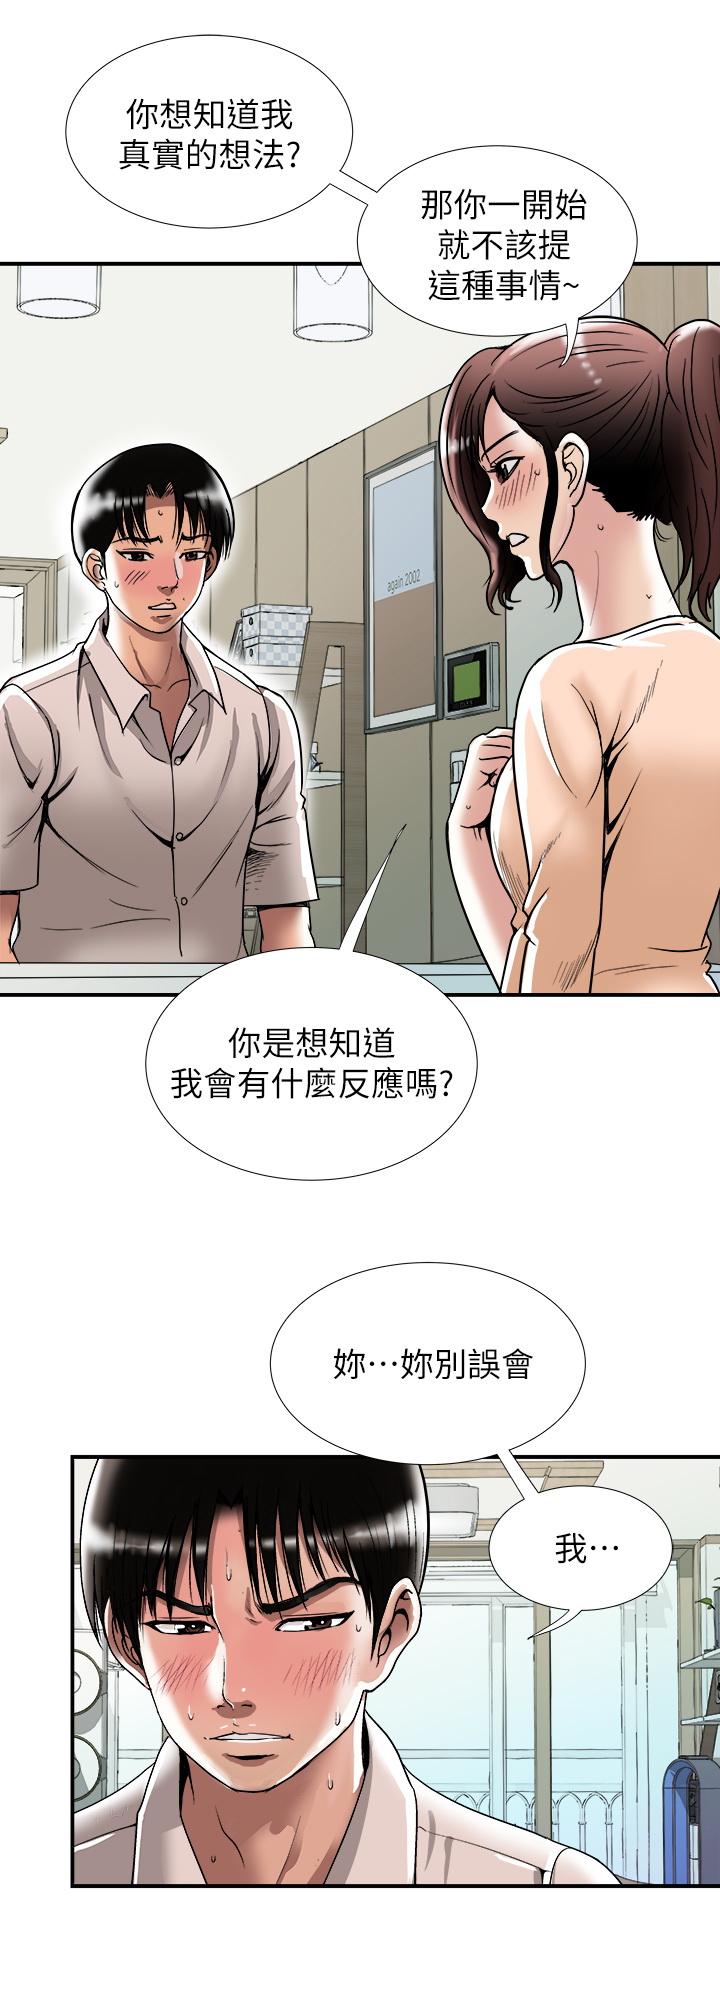 你想知道我
真實的想法?
那你一開始
就不該提
這種事情~
again 2002
你是想知道
我會有什麼反應嗎?
妳⋯妳別誤會
我⋯